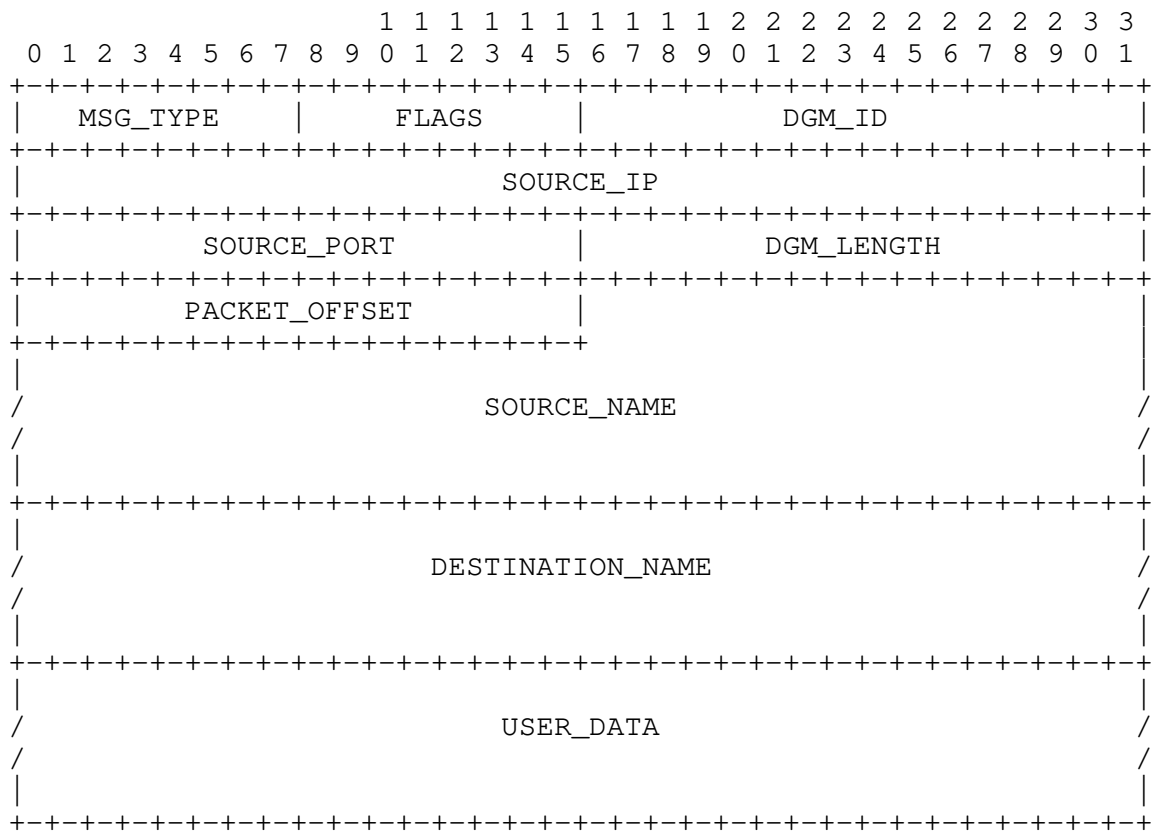 1 1 1 1 1 1 1 1 1 1 2 2 2 2 2 2 2 2 2 2 3 3
 0 1 2 3 4 5 6 7 8 9 0 1 2 3 4 5 6 7 8 9 0 1 2 3 4 5 6 7 8 9 0 1
+-+-+-+-+-+-+-+-+-+-+-+-+-+-+-+-+-+-+-+-+-+-+-+-+-+-+-+-+-+-+-+-+
|   MSG_TYPE    |     FLAGS     |           DGM_ID              |
+-+-+-+-+-+-+-+-+-+-+-+-+-+-+-+-+-+-+-+-+-+-+-+-+-+-+-+-+-+-+-+-+
|                           SOURCE_IP                           |
+-+-+-+-+-+-+-+-+-+-+-+-+-+-+-+-+-+-+-+-+-+-+-+-+-+-+-+-+-+-+-+-+
|          SOURCE_PORT          |          DGM_LENGTH           |
+-+-+-+-+-+-+-+-+-+-+-+-+-+-+-+-+-+-+-+-+-+-+-+-+-+-+-+-+-+-+-+-+
|         PACKET_OFFSET         |                               |
+-+-+-+-+-+-+-+-+-+-+-+-+-+-+-+-+                               |
|                                                               |
/                          SOURCE_NAME                          /
/                                                               /
|                                                               |
+-+-+-+-+-+-+-+-+-+-+-+-+-+-+-+-+-+-+-+-+-+-+-+-+-+-+-+-+-+-+-+-+
|                                                               |
/                       DESTINATION_NAME                        /
/                                                               /
|                                                               |
+-+-+-+-+-+-+-+-+-+-+-+-+-+-+-+-+-+-+-+-+-+-+-+-+-+-+-+-+-+-+-+-+
|                                                               |
/                           USER_DATA                           /
/                                                               /
|                                                               |
+-+-+-+-+-+-+-+-+-+-+-+-+-+-+-+-+-+-+-+-+-+-+-+-+-+-+-+-+-+-+-+-+